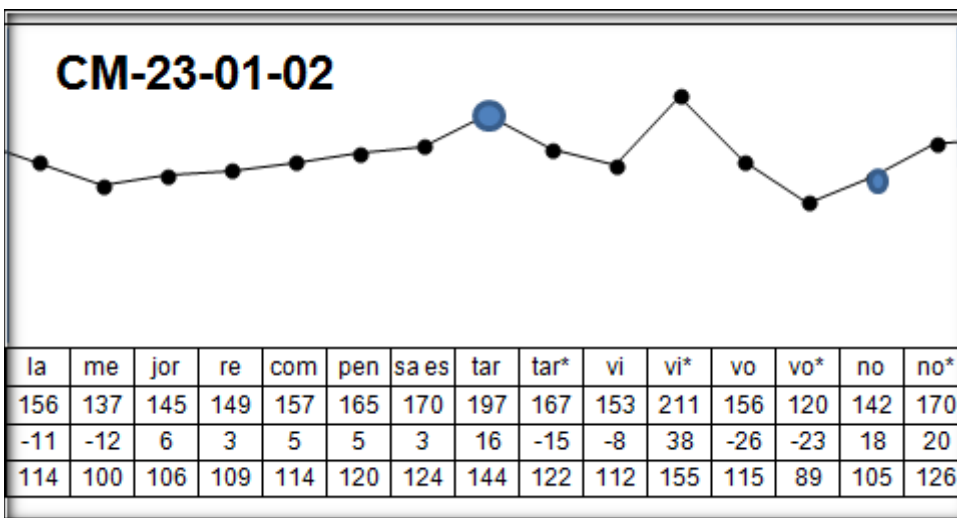 CM-23-01-02
la me jor re com pen sa es tar tar* vi vi* vo vo* no no*
156 137 145 149 157 165 170 197 167 153 211 156 120 142 170
-11 -12 6 3 5 5 3 16 -15 -8 38 -26 -23 18 20
114 100 106 109 114 120 124 144 122 112 155 115 89 105 126